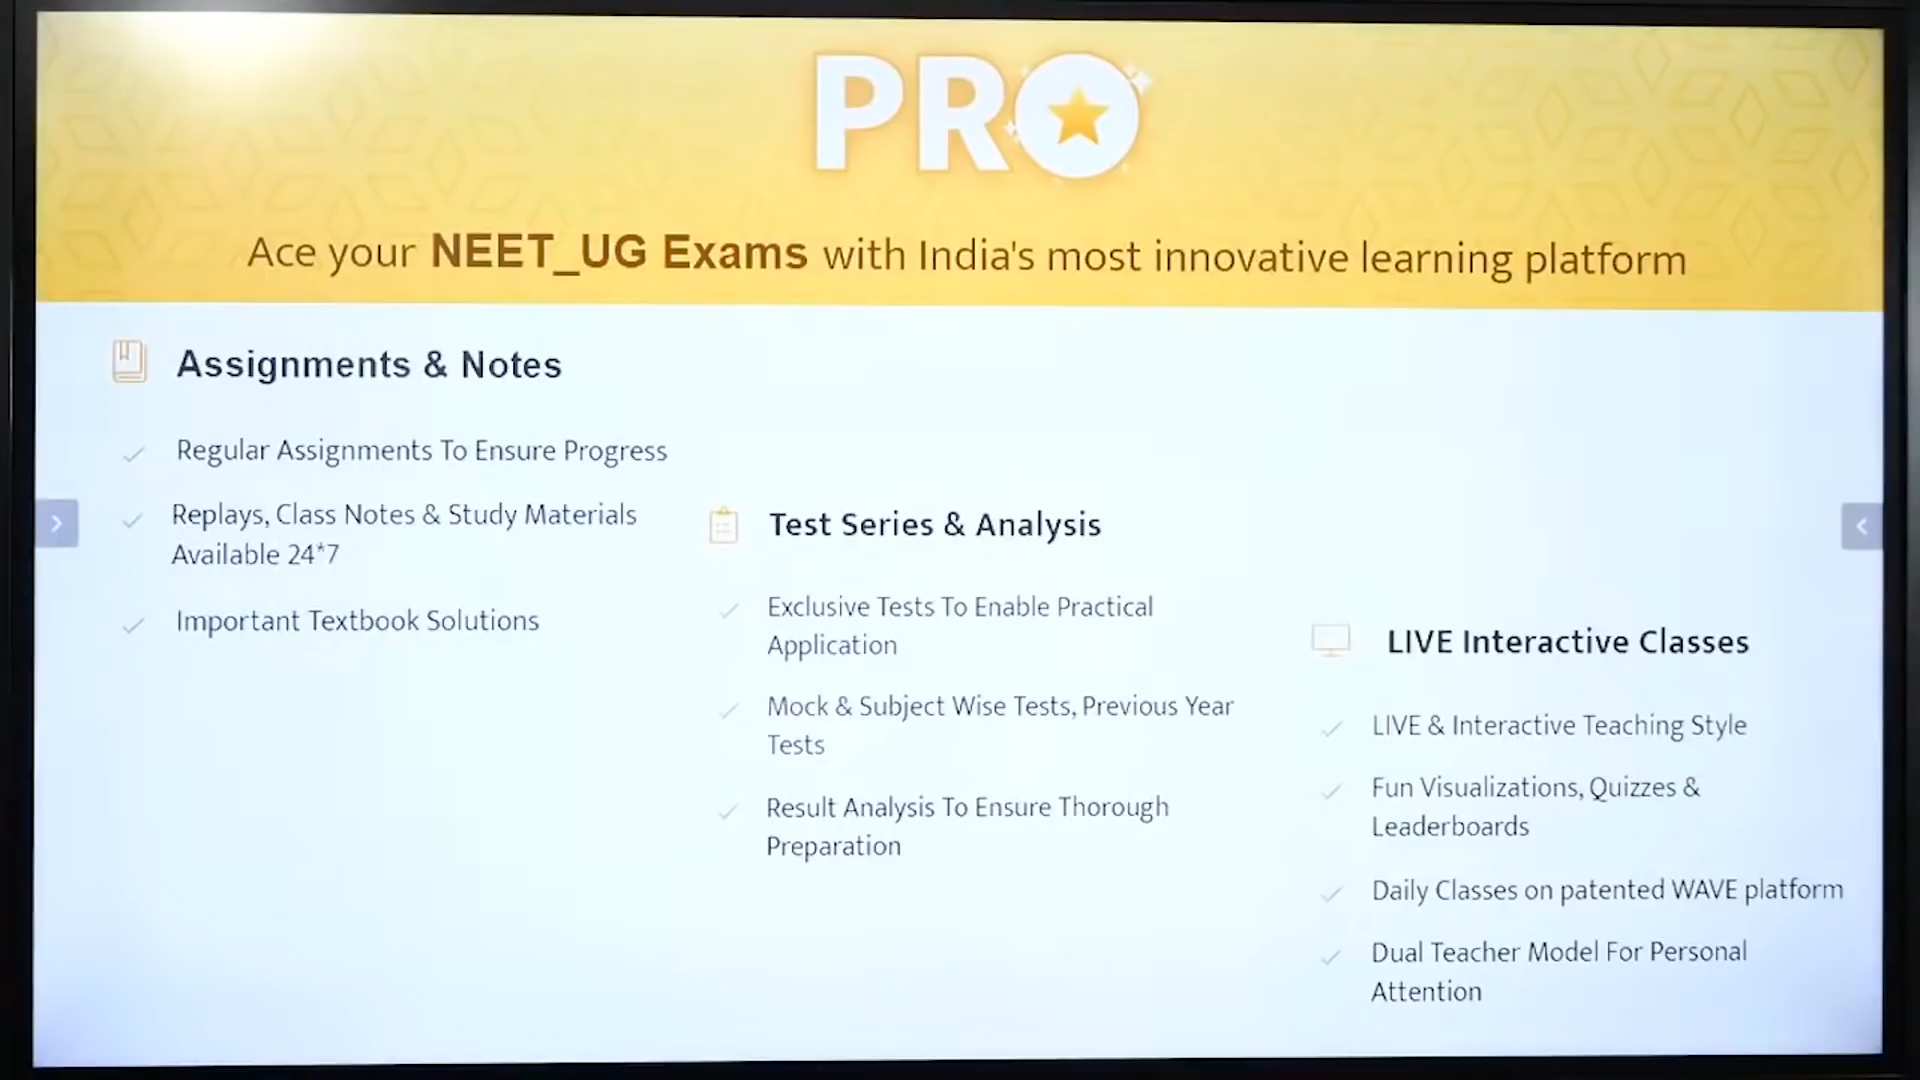 PRO
Ace your NEET_UG Exams with India's most innovative learning platform
Assignments & Notes
Regular Assignments To Ensure Progress
Replays, Class Notes & Study Materials
Available 24*7
Important Textbook Solutions
Test Series & Analysis
Exclusive Tests To Enable Practical
Application
Mock & Subject Wise Tests, Previous Year
Tests
Result Analysis To Ensure Thorough
Preparation
LIVE Interactive Classes
LIVE & Interactive Teaching Style
Fun Visualizations, Quizzes &
Leaderboards
Daily Classes on patented WAVE platform
Dual Teacher Model For Personal
Attention